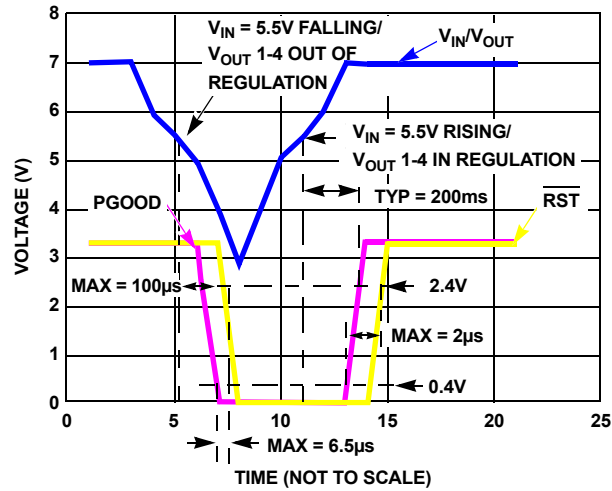 V_IN = 5.5V FALLING/
V_OUT 1-4 OUT OF
REGULATION
V_IN/V_OUT
V_IN = 5.5V RISING/
V_OUT 1-4 IN REGULATION
TYP = 200ms
PGOOD
RST
MAX = 100µs
2.4V
MAX = 2µs
0.4V
MAX = 6.5µs
VOLTAGE (V)
8
7
6
5
4
3
2
1
0
0 5 10 15 20 25
TIME (NOT TO SCALE)